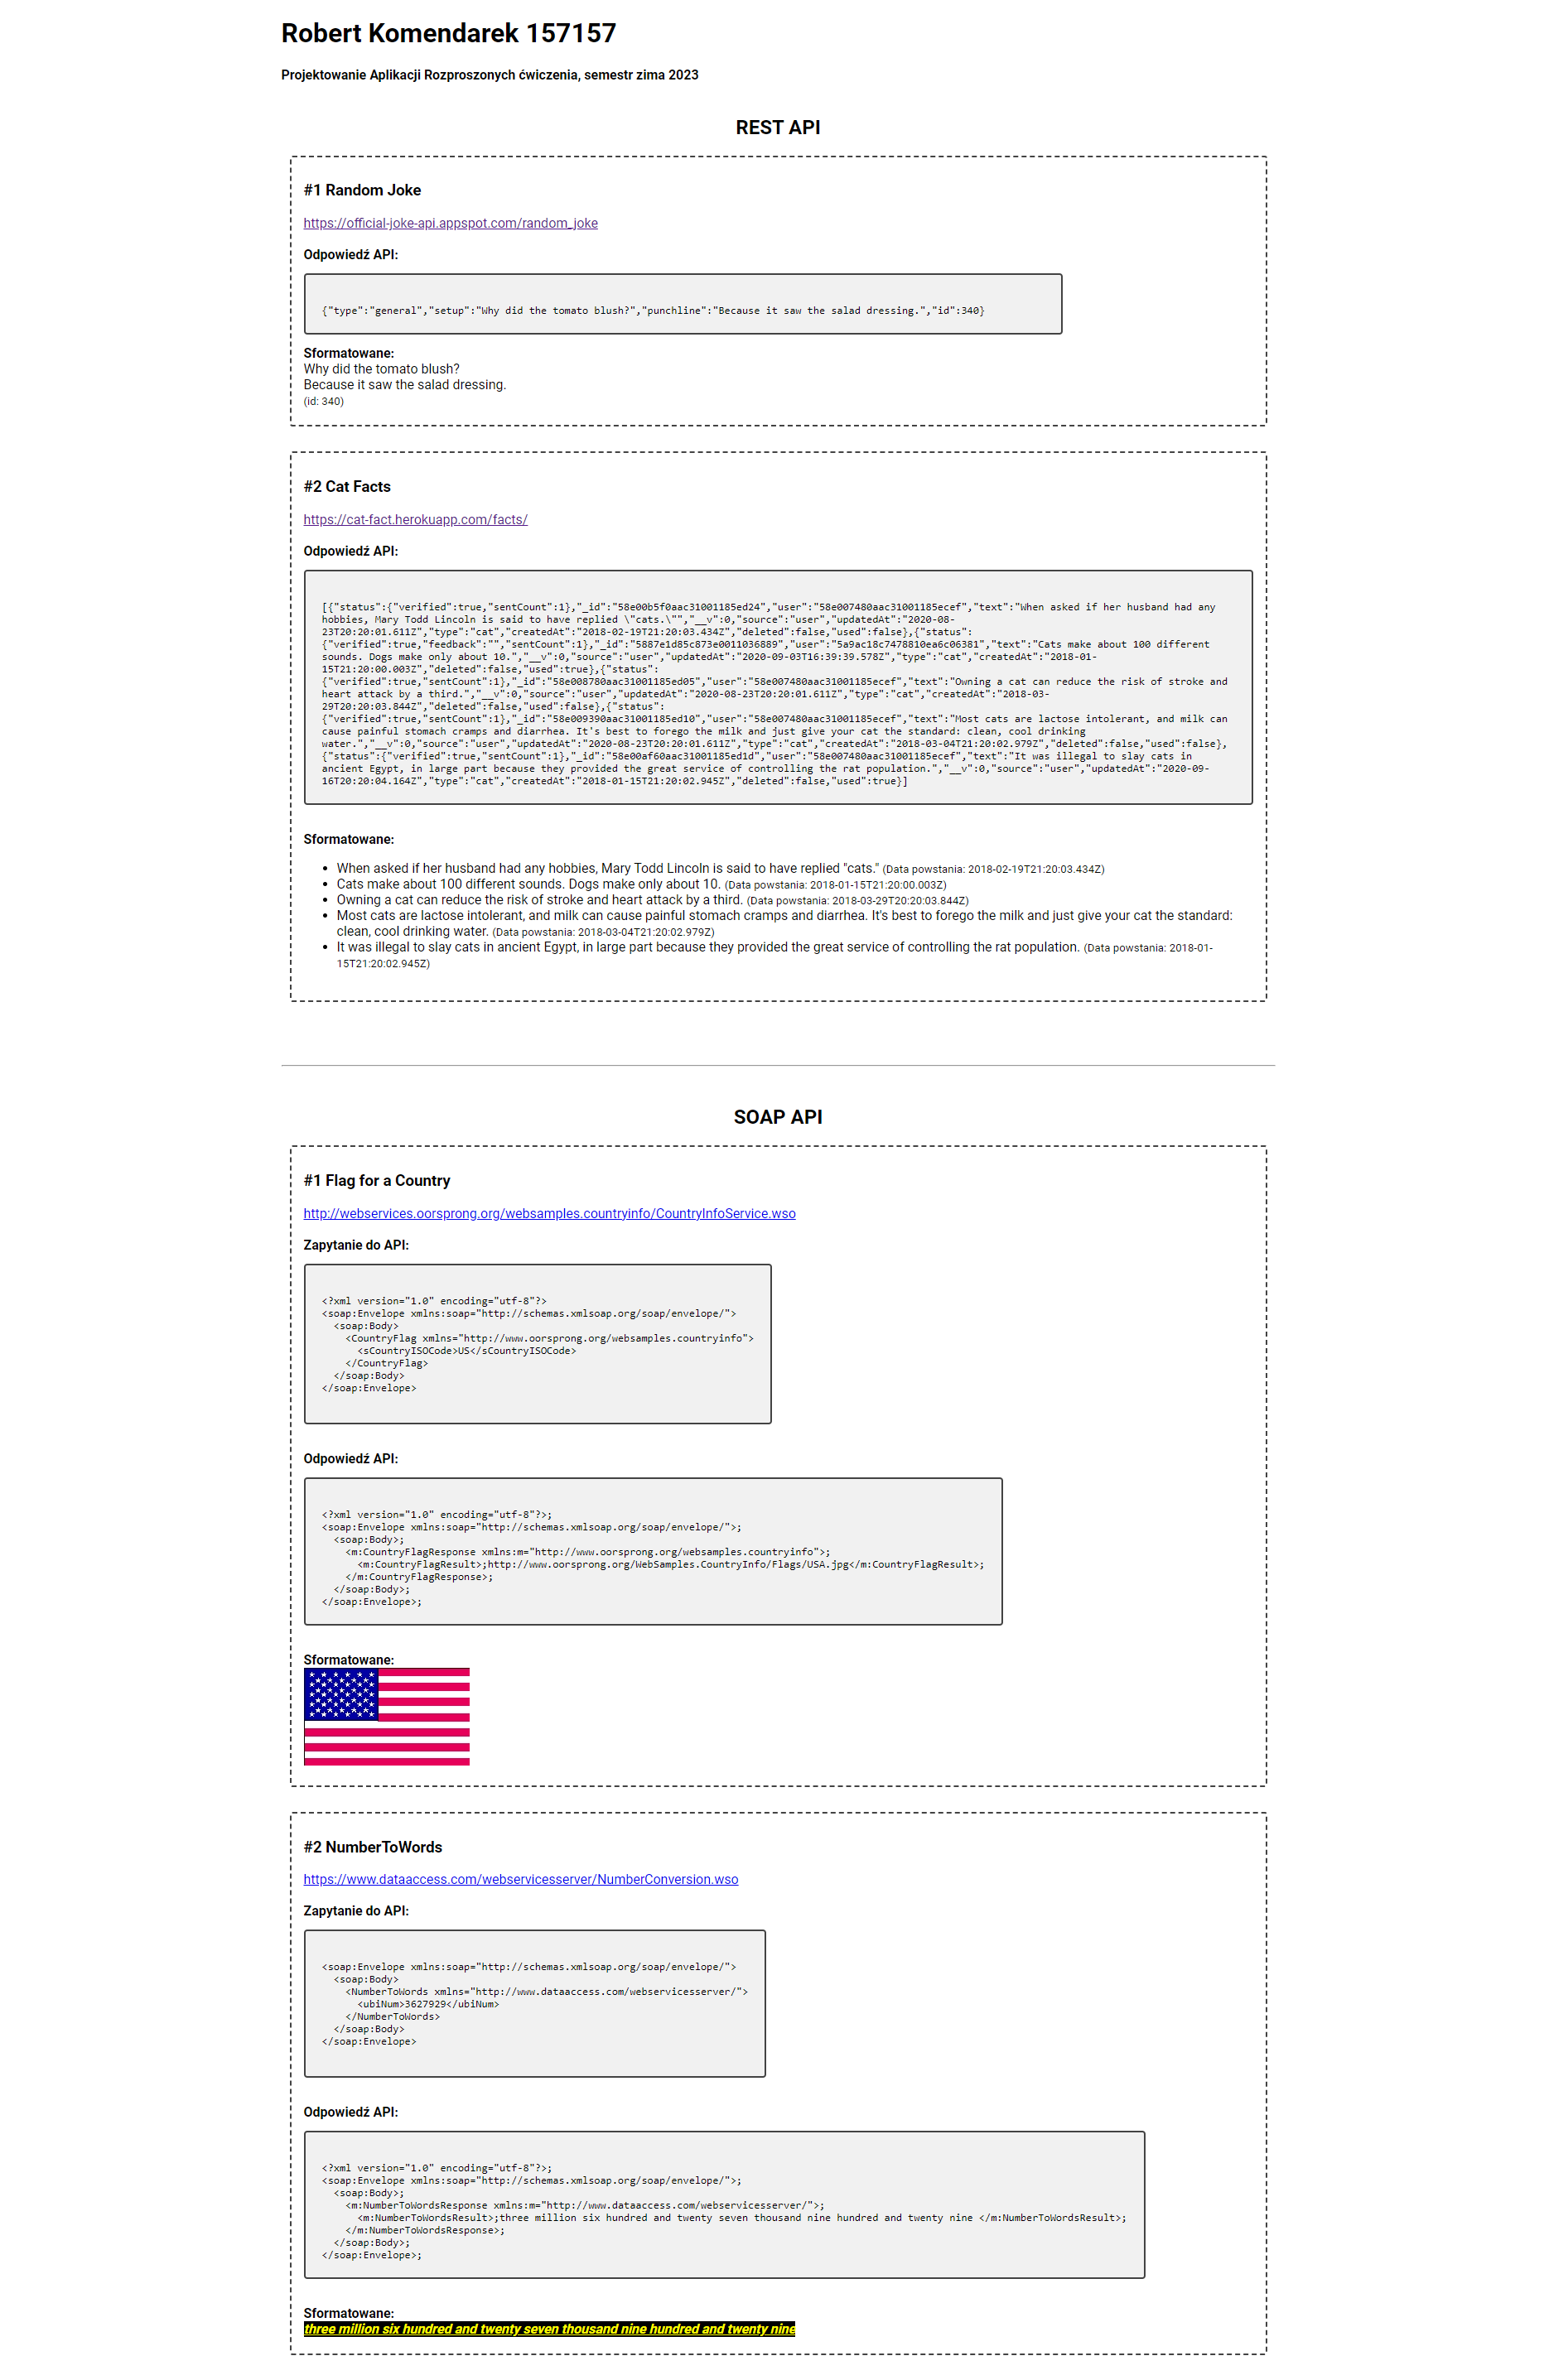 Robert Komendarek 157157
Projektowanie Aplikacji Rozproszonych ćwiczenia, semestr zima 2023
REST API
#1 Random Joke
https://official-joke-api.appspot.com/random_joke
Odpowiedź API:
{"type":"general","setup":"Why did the tomato blush?","punchline":"Because it saw the salad dressing.","id":340}
Sformatowane:
Why did the tomato blush?
Because it saw the salad dressing.
(id: 340)
#2 Cat Facts
https://cat-fact.herokuapp.com/facts/
Odpowiedź API:
[{"status":{"verified":true,"sentCount":1},"_id":"58e00b5f0aac31001185ed24","user":"58e007480aac31001185ecef","text":"When asked if her husband had any
hobbies, Mary Todd Lincoln is said to have replied \"cats.\"","__v":0,"source":"user","updatedAt":"2020-08-
23T20:20:01.611Z","type":"cat","createdAt":"2018-02-19T21:20:03.434Z","deleted":false,"used":false},{"status":
{"verified":true,"feedback":"","sentCount":1},"_id":"5887e1d85c873e0011036889","user":"5a9ac18c7478810ea6c06381","text":"Cats make about 100 different
sounds. Dogs make only about 10.","__v":0,"source":"user","updatedAt":"2020-09-03T16:39:39.578Z","type":"cat","createdAt":"2018-01-
15T21:20:00.003Z","deleted":false,"used":true},{"status":
{"verified":true,"sentCount":1},"_id":"58e008780aac31001185ed05","user":"58e007480aac31001185ecef","text":"Owning a cat can reduce the risk of stroke and
heart attack by a third.","__v":0,"source":"user","updatedAt":"2020-08-23T20:20:01.611Z","type":"cat","createdAt":"2018-03-
29T20:20:03.844Z","deleted":false,"used":false},{"status":
{"verified":true,"sentCount":1},"_id":"58e009390aac31001185ed10","user":"58e007480aac31001185ecef","text":"Most cats are lactose intolerant, and milk can
cause painful stomach cramps and diarrhea. It's best to forego the milk and just give your cat the standard: clean, cool drinking
water.","__v":0,"source":"user","updatedAt":"2020-08-23T20:20:01.611Z","type":"cat","createdAt":"2018-03-04T21:20:02.979Z","deleted":false,"used":false},
{"status":{"verified":true,"sentCount":1},"_id":"58e00af60aac31001185ed1d","user":"58e007480aac31001185ecef","text":"It was illegal to slay cats in
ancient Egypt, in large part because they provided the great service of controlling the rat population.","__v":0,"source":"user","updatedAt":"2020-09-
16T20:20:04.164Z","type":"cat","createdAt":"2018-01-15T21:20:02.945Z","deleted":false,"used":true}]
Sformatowane:
• When asked if her husband had any hobbies, Mary Todd Lincoln is said to have replied "cats." (Data powstania: 2018-02-19T21:20:03.434Z)
• Cats make about 100 different sounds. Dogs make only about 10. (Data powstania: 2018-01-15T21:20:00.003Z)
• Owning a cat can reduce the risk of stroke and heart attack by a third. (Data powstania: 2018-03-29T20:20:03.844Z)
• Most cats are lactose intolerant, and milk can cause painful stomach cramps and diarrhea. It's best to forego the milk and just give your cat the standard:
clean, cool drinking water. (Data powstania: 2018-03-04T21:20:02.979Z)
• It was illegal to slay cats in ancient Egypt, in large part because they provided the great service of controlling the rat population. (Data powstania: 2018-01-
15T21:20:02.945Z)
SOAP API
#1 Flag for a Country
http://webservices.oorsprong.org/websamples.countryinfo/CountryInfoService.wso
Zapytanie do API:
<?xml version="1.0" encoding="utf-8"?>
<soap:Envelope xmlns:soap="http://schemas.xmlsoap.org/soap/envelope/">
<soap:Body>
<CountryFlag xmlns="http://www.oorsprong.org/websamples.countryinfo">
<sCountryISOCode>US</sCountryISOCode>
</CountryFlag>
</soap:Body>
</soap:Envelope>
Odpowiedź API:
<?xml version="1.0" encoding="utf-8"?>;
<soap:Envelope xmlns:soap="http://schemas.xmlsoap.org/soap/envelope/">;
<soap:Body>;
<m:CountryFlagResponse xmlns:m="http://www.oorsprong.org/websamples.countryinfo">;
<m:CountryFlagResult>;http://www.oorsprong.org/WebSamples.CountryInfo/Flags/USA.jpg</m:CountryFlagResult>;
</m:CountryFlagResponse>;
</soap:Body>;
</soap:Envelope>;
Sformatowane:
#2 NumberToWords
https://www.dataaccess.com/webservicesserver/NumberConversion.wso
Zapytanie do API:
<soap:Envelope xmlns:soap="http://schemas.xmlsoap.org/soap/envelope/">
<soap:Body>
<NumberToWords xmlns="http://www.dataaccess.com/webservicesserver/">
<ubiNum>3627929</ubiNum>
</NumberToWords>
</soap:Body>
</soap:Envelope>
Odpowiedź API:
<?xml version="1.0" encoding="utf-8"?>;
<soap:Envelope xmlns:soap="http://schemas.xmlsoap.org/soap/envelope/">;
<soap:Body>;
<m:NumberToWordsResponse xmlns:m="http://www.dataaccess.com/webservicesserver/">;
<m:NumberToWordsResult>;three million six hundred and twenty seven thousand nine hundred and twenty nine </m:NumberToWordsResult>;
</m:NumberToWordsResponse>;
</soap:Body>;
</soap:Envelope>;
Sformatowane:
three million six hundred and twenty seven thousand nine hundred and twenty nine